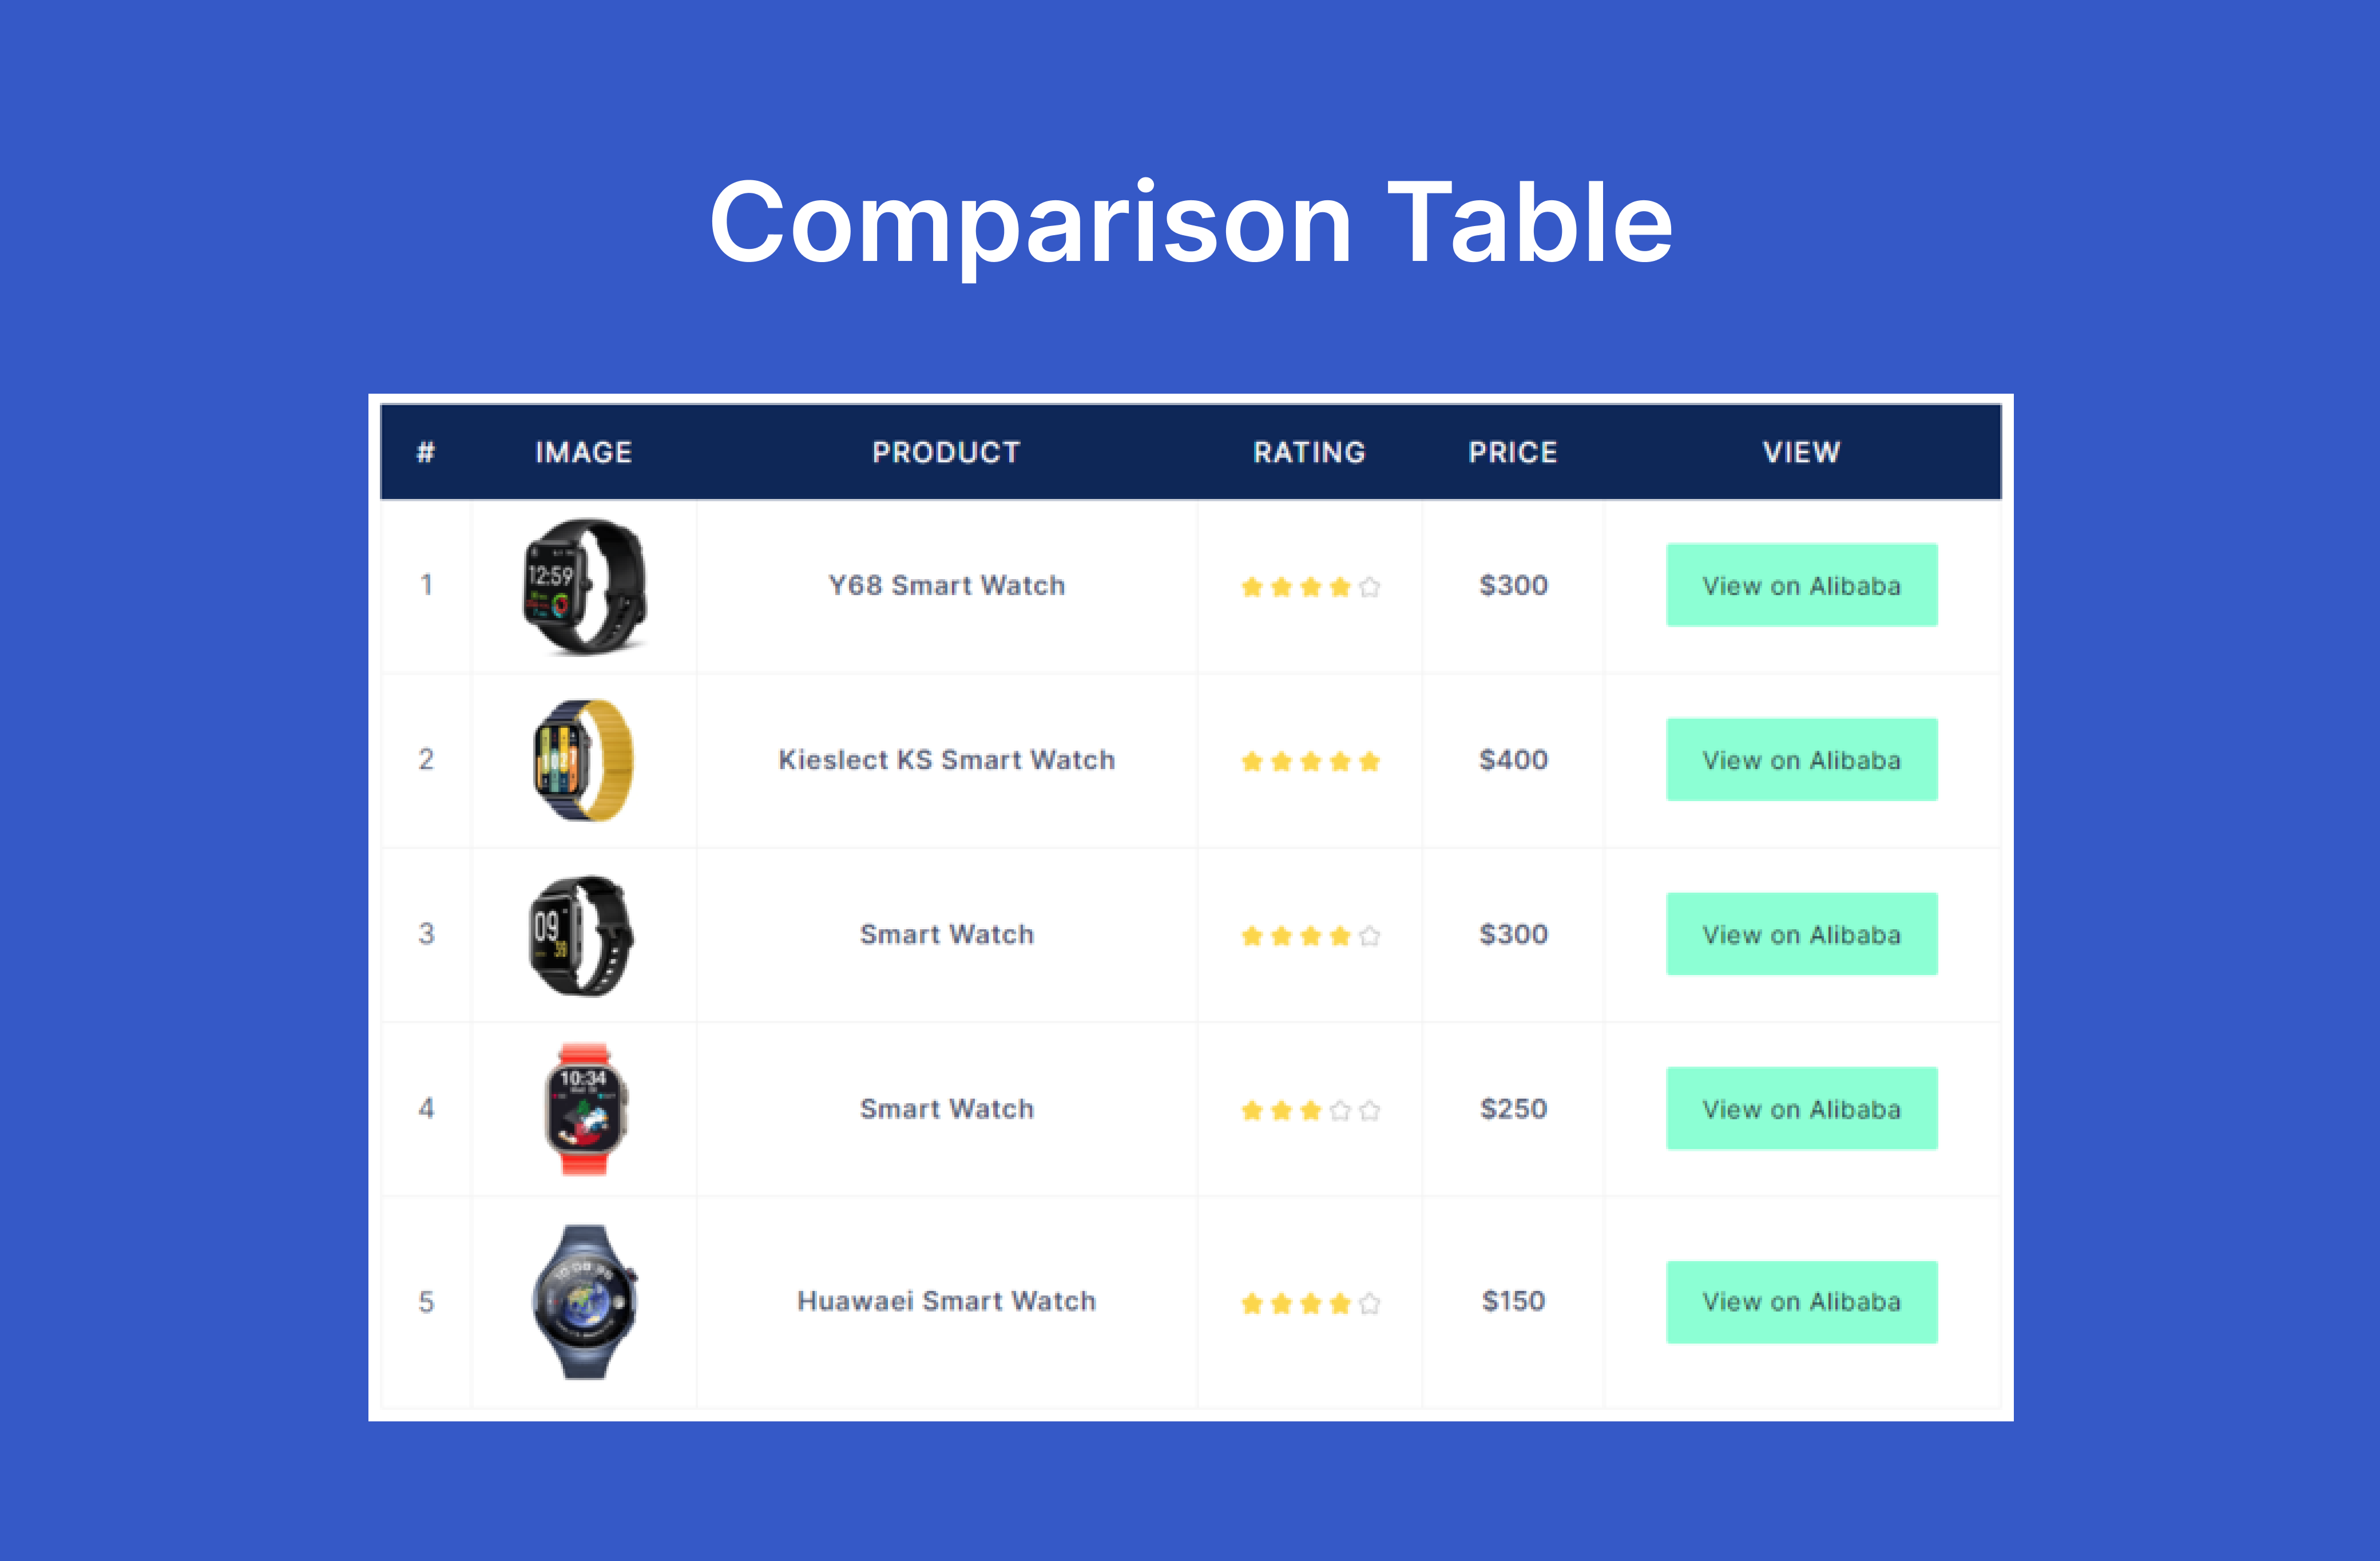 Comparison Table
# IMAGE PRODUCT RATING PRICE VIEW
12:59
1 Y68 Smart Watch $300 View on Alibaba
2 Kieslect KS Smart Watch $400 View on Alibaba
09
3 Smart Watch $300 View on Alibaba
10:34
4 Smart Watch $250 View on Alibaba
5 Huawaei Smart Watch $150 View on Alibaba